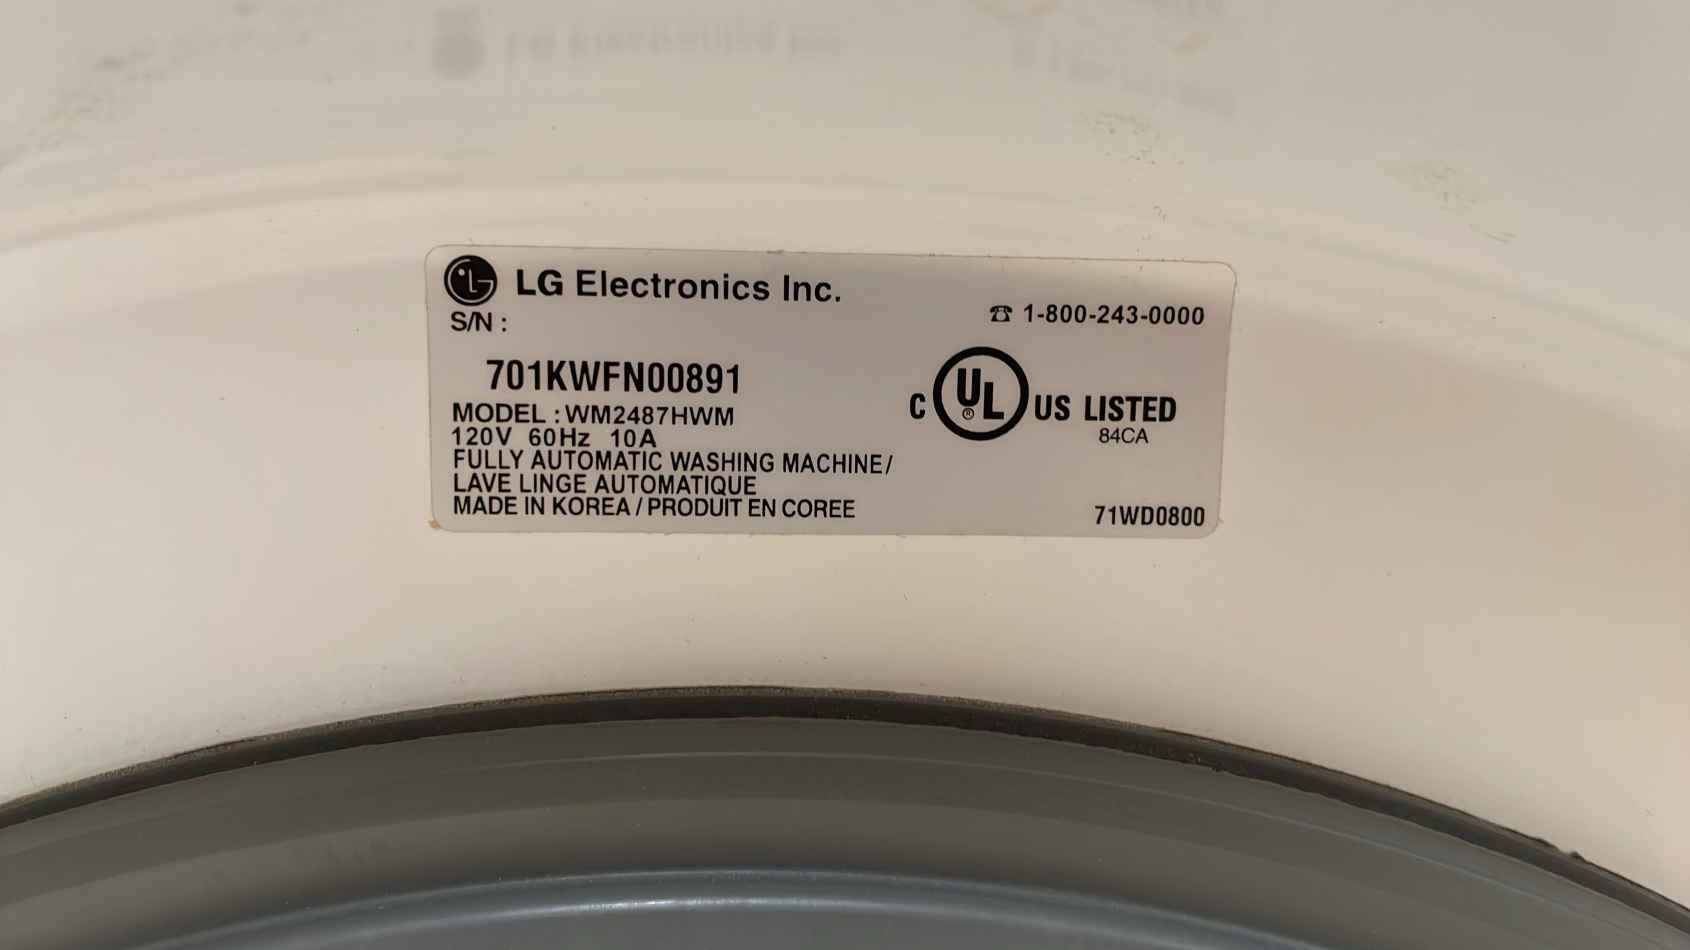 LG Electronics Inc.
S/N :
☎ 1-800-243-0000
701KWFN00891
MODEL : WM2487HWM
120V 60Hz 10A
FULLY AUTOMATIC WASHING MACHINE/
LAVE LINGE AUTOMATIQUE
MADE IN KOREA / PRODUIT EN COREE
C UL ® US LISTED
84CA
71WD0800